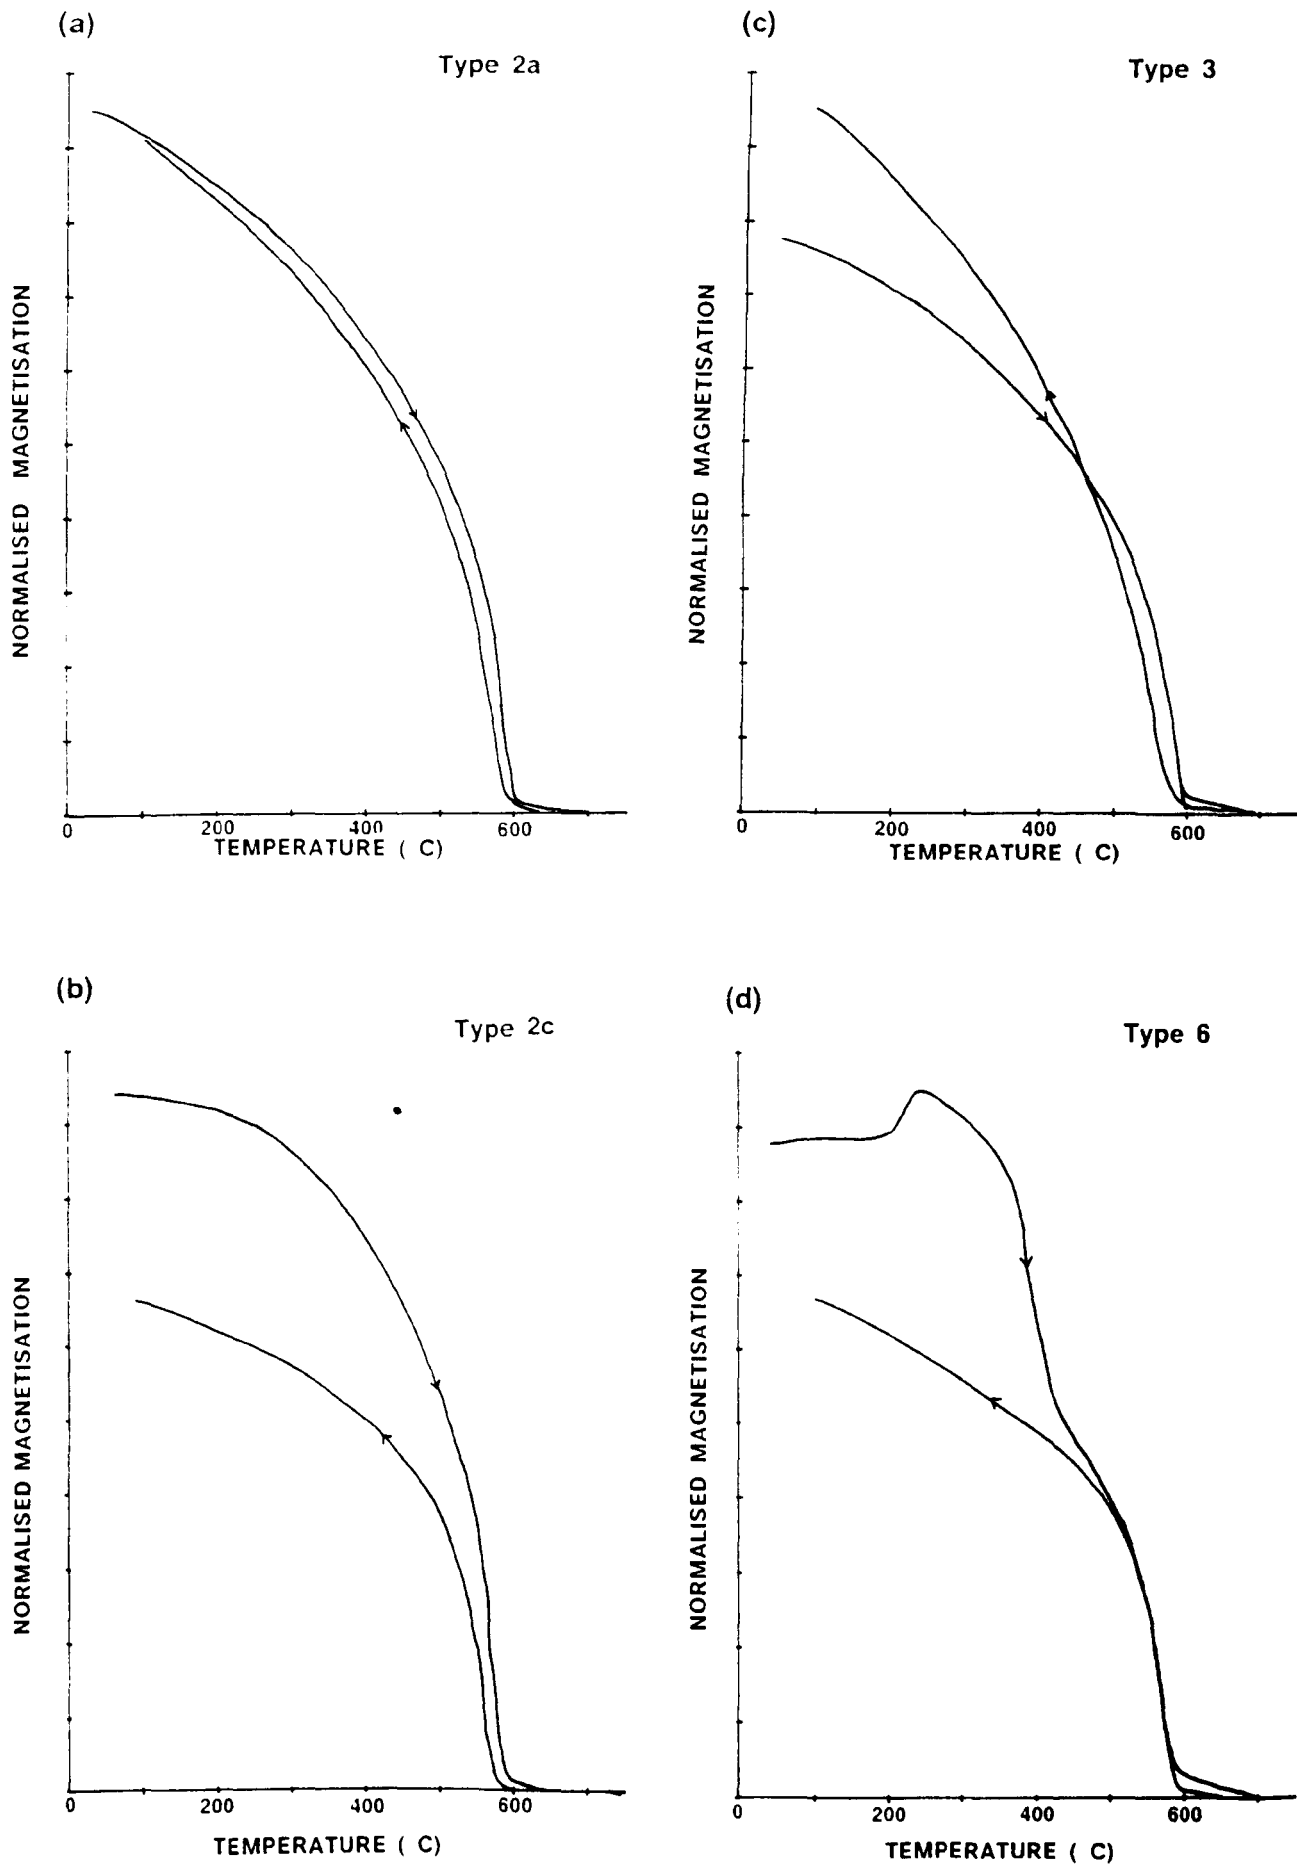 (a)
Type 2a
NORMALISED MAGNETISATION
0 200 400 600
TEMPERATURE ( C)
(c)
Type 3
NORMALISED MAGNETISATION
0 200 400 600
TEMPERATURE ( C)
(b)
Type 2c
NORMALISED MAGNETISATION
0 200 400 600
TEMPERATURE ( C)
(d)
Type 6
NORMALISED MAGNETISATION
0 200 400 600
TEMPERATURE ( C)